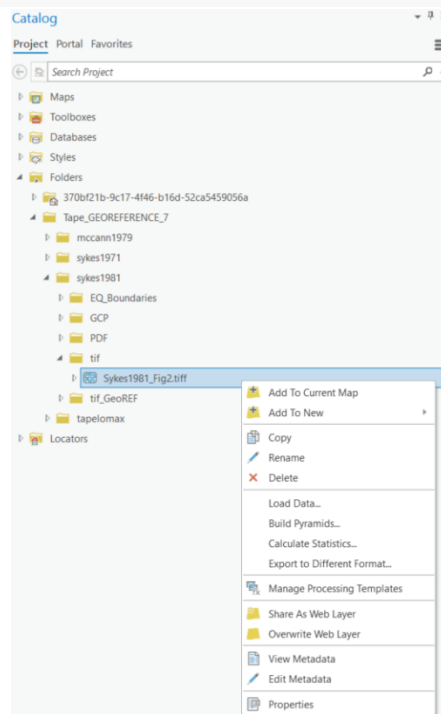 Catalog
Project Portal Favorites
Search Project
Maps
Toolboxes
Databases
Styles
Folders
370bf21b-9c17-4f46-b16d-52ca5459056a
Tape_GEOREFERENCE_7
mccann1979
sykes1971
sykes1981
EQ_Boundaries
GCP
PDF
tif
Sykes1981_Fig2.tiff
tif_GeoREF
tapelomax
Locators
Add To Current Map
Add To New
Copy
Rename
Delete
Load Data...
Build Pyramids...
Calculate Statistics...
Export to Different Format...
Manage Processing Templates
Share As Web Layer
Overwrite Web Layer
View Metadata
Edit Metadata
Properties